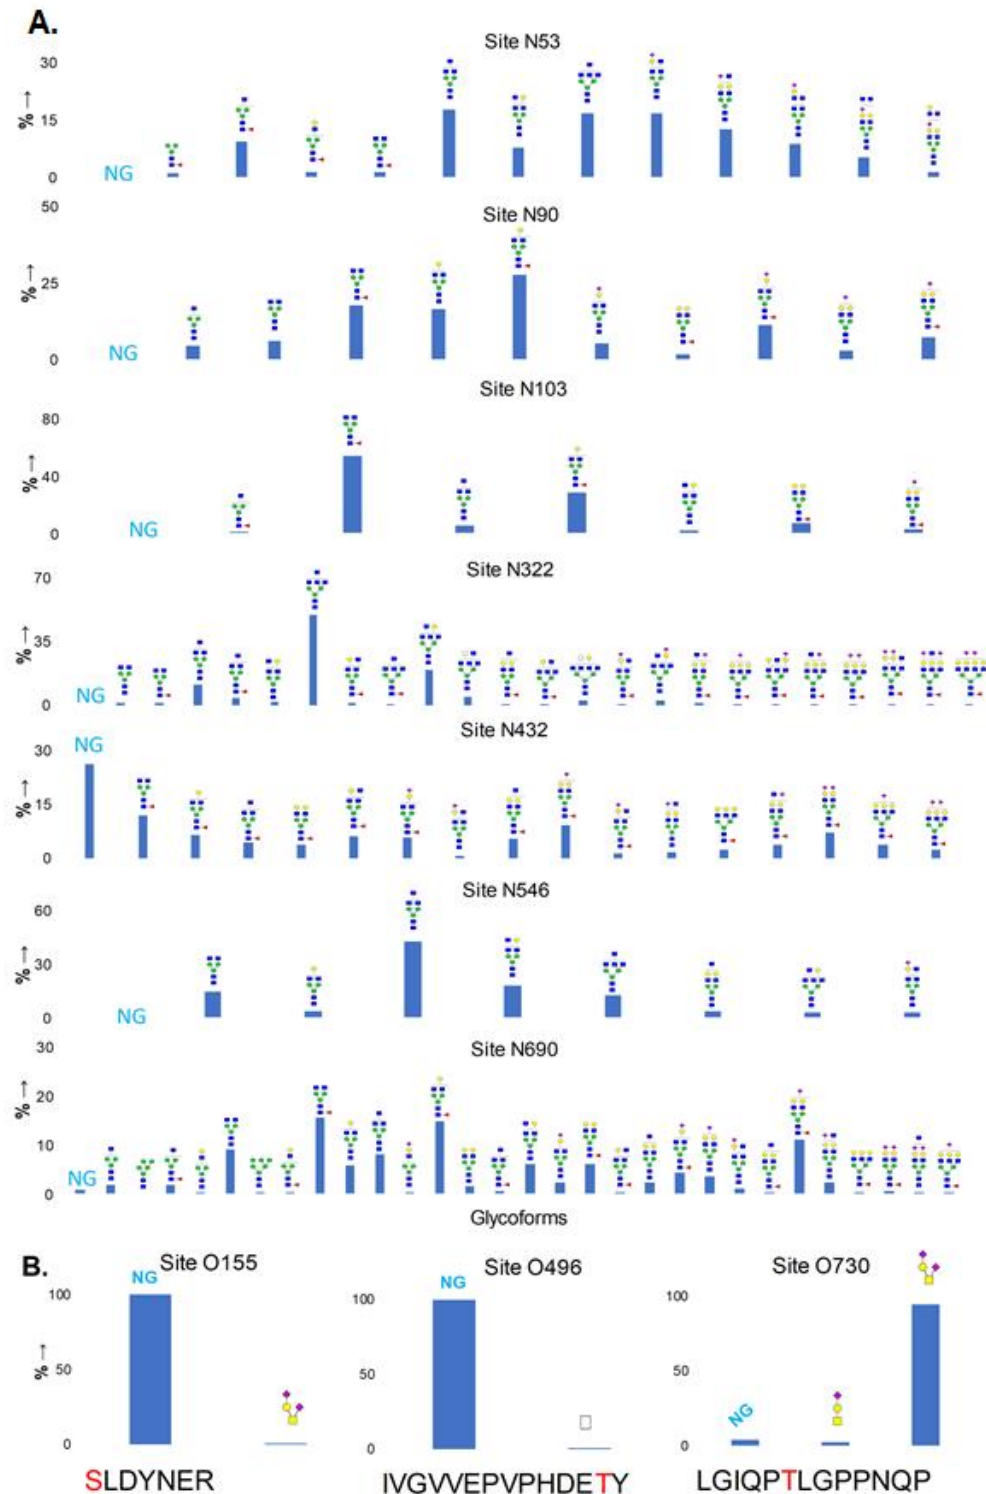 A.
Site N53
30
15
0
% →
NG
Site N90
50
25
0
% →
NG
Site N103
80
40
0
% →
NG
Site N322
70
35
0
% →
NG
Site N432
30
15
0
% →
NG
Site N546
60
30
0
% →
NG
Site N690
30
20
10
0
% →
NG
Glycoforms
B.
Site O155
NG
100
50
0
% →
SLDYNER
Site O496
NG
100
50
0
IVGVVEPVPHDETY
Site O730
100
50
0
NG
LGIQPTLGPPNQP